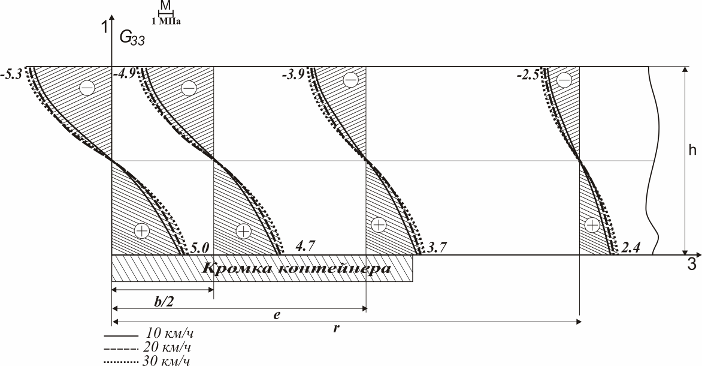 М
1 МПа
1
G33
-5.3
-4.9
-3.9
-2.5
h
5.0
4.7
3.7
2.4
3
Кромка контейнера
b/2
e
r
10 км/ч
20 км/ч
30 км/ч